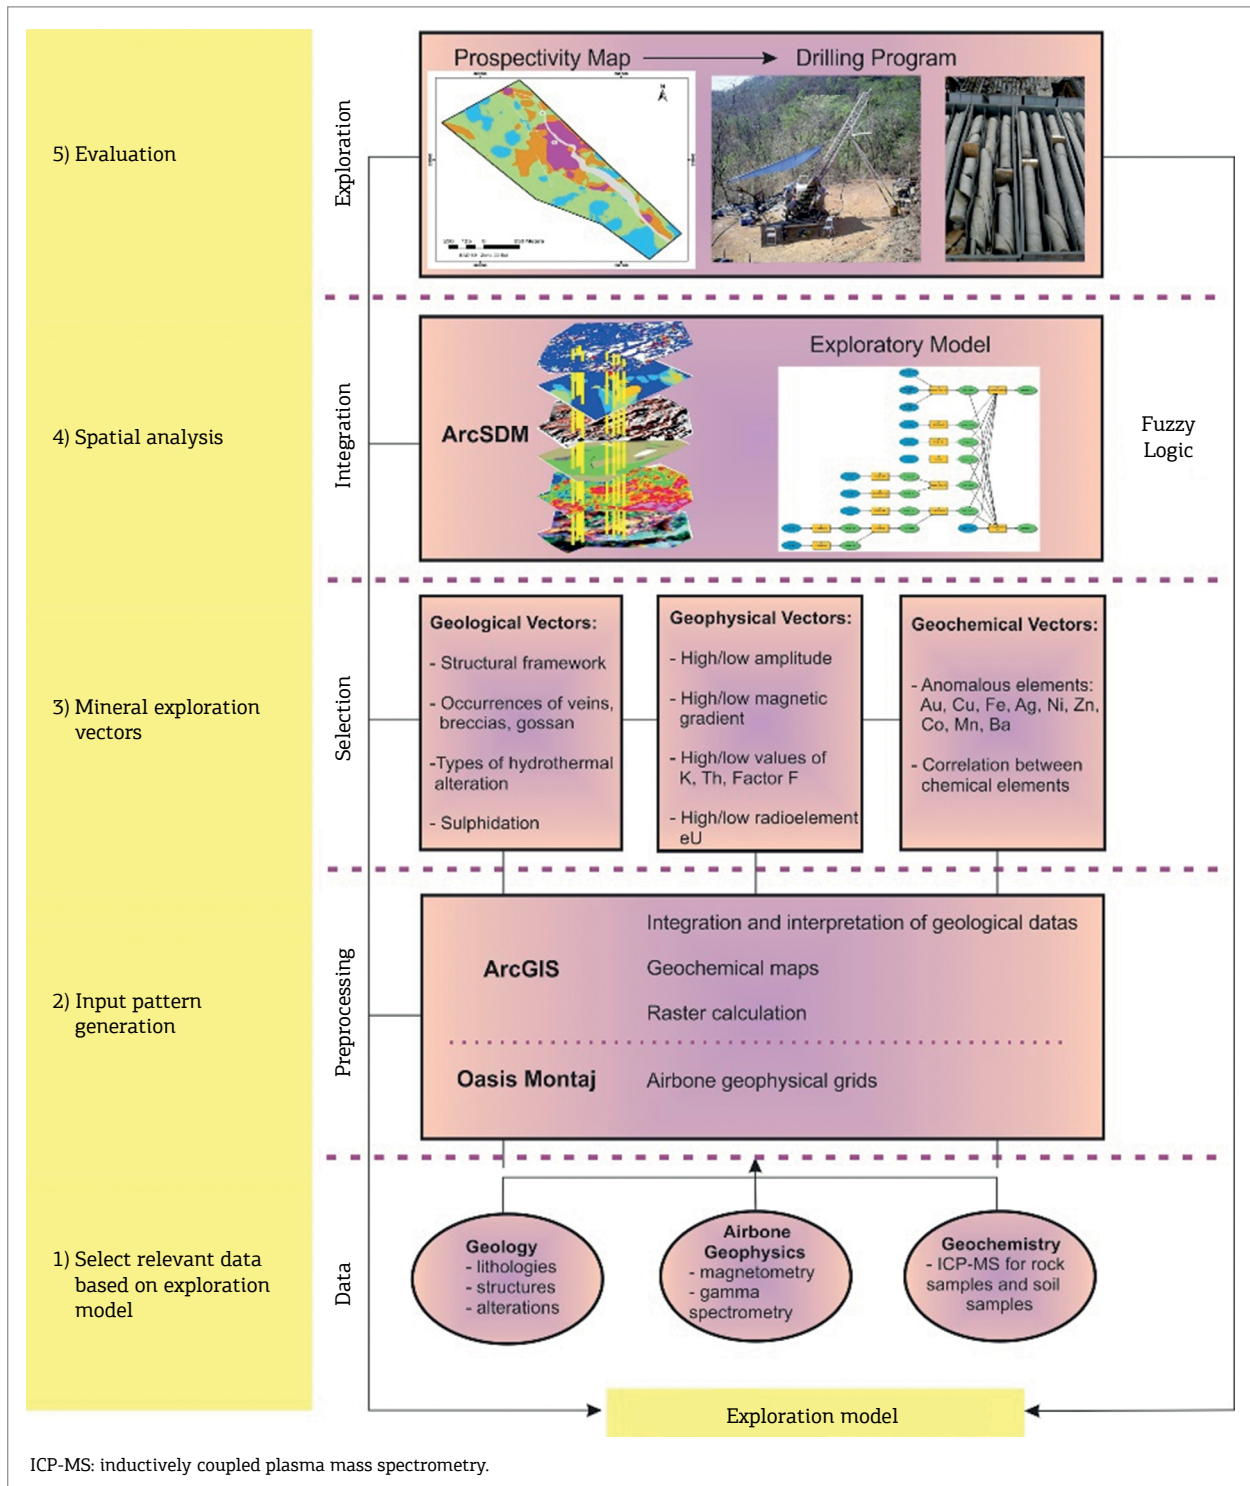 5) Evaluation
Exploration
Prospectivity Map
Drilling Program
N
4) Spatial analysis
Integration
ArcSDM
Exploratory Model
Fuzzy
Logic
3) Mineral exploration
vectors
Selection
Geological Vectors:
- Structural framework
- Occurrences of veins,
breccias, gossan
-Types of hydrothermal
alteration
- Sulphidation
Geophysical Vectors:
- High/low amplitude
- High/low magnetic
gradient
- High/low values of
K, Th, Factor F
- High/low radioelement
eU
Geochemical Vectors:
- Anomalous elements:
Au, Cu, Fe, Ag, Ni, Zn,
Co, Mn, Ba
- Correlation between
chemical elements
2) Input pattern
generation
Preprocessing
ArcGIS
Integration and interpretation of geological datas
Geochemical maps
Raster calculation
Oasis Montaj
Airbone geophysical grids
1) Select relevant data
based on exploration
model
Data
Geology
- lithologies
- structures
- alterations
Airbone
Geophysics
- magnetometry
- gamma
spectrometry
Geochemistry
- ICP-MS for rock
samples and soil
samples
Exploration model
ICP-MS: inductively coupled plasma mass spectrometry.